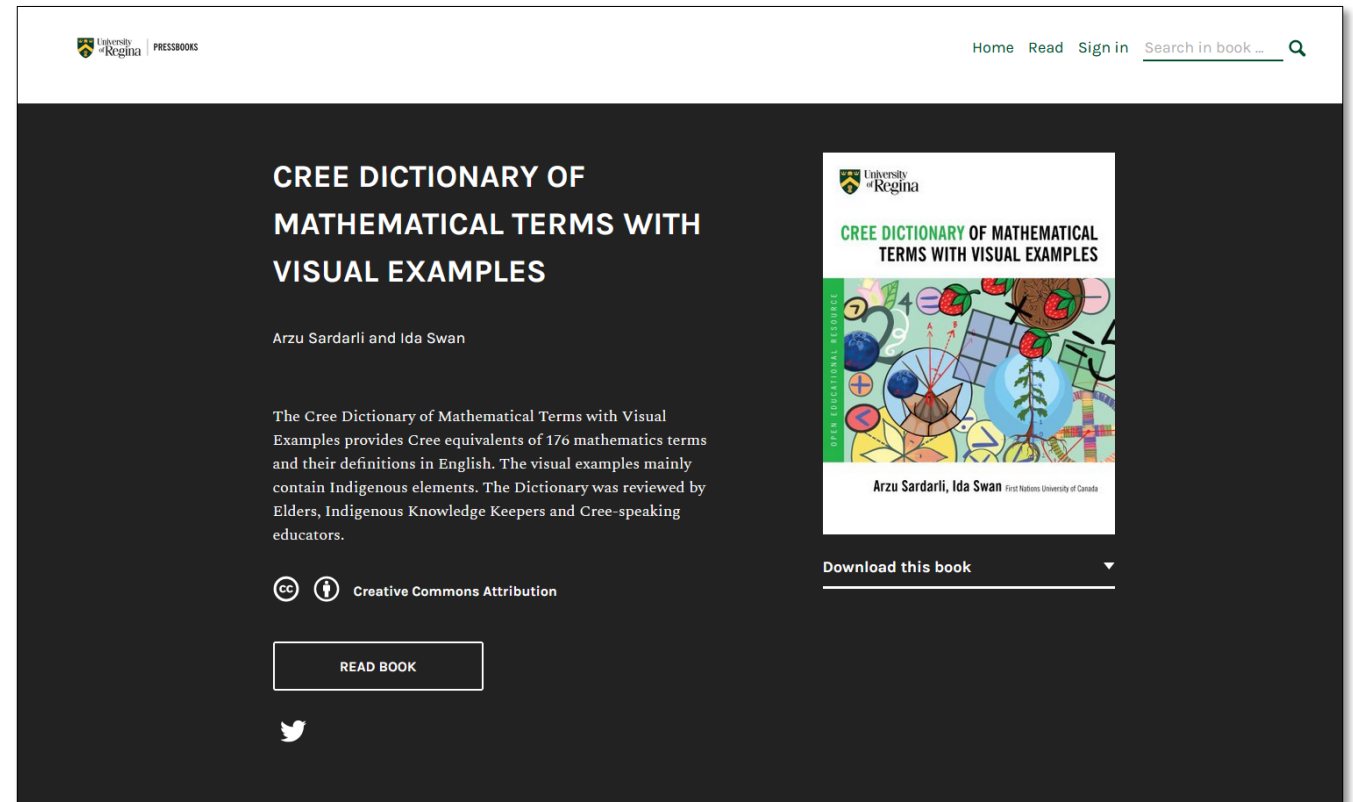 University
of Regina
PRESSBOOKS
Home Read Sign in Search in book …
CREE DICTIONARY OF
MATHEMATICAL TERMS WITH
VISUAL EXAMPLES
Arzu Sardarli and Ida Swan
The Cree Dictionary of Mathematical Terms with Visual
Examples provides Cree equivalents of 176 mathematics terms
and their definitions in English. The visual examples mainly
contain Indigenous elements. The Dictionary was reviewed by
Elders, Indigenous Knowledge Keepers and Cree-speaking
educators.
cc Creative Commons Attribution
READ BOOK
University
of Regina
CREE DICTIONARY OF MATHEMATICAL
TERMS WITH VISUAL EXAMPLES
OPEN EDUCATIONAL RESOURCE
Arzu Sardarli, Ida Swan First Nations University of Canada
Download this book